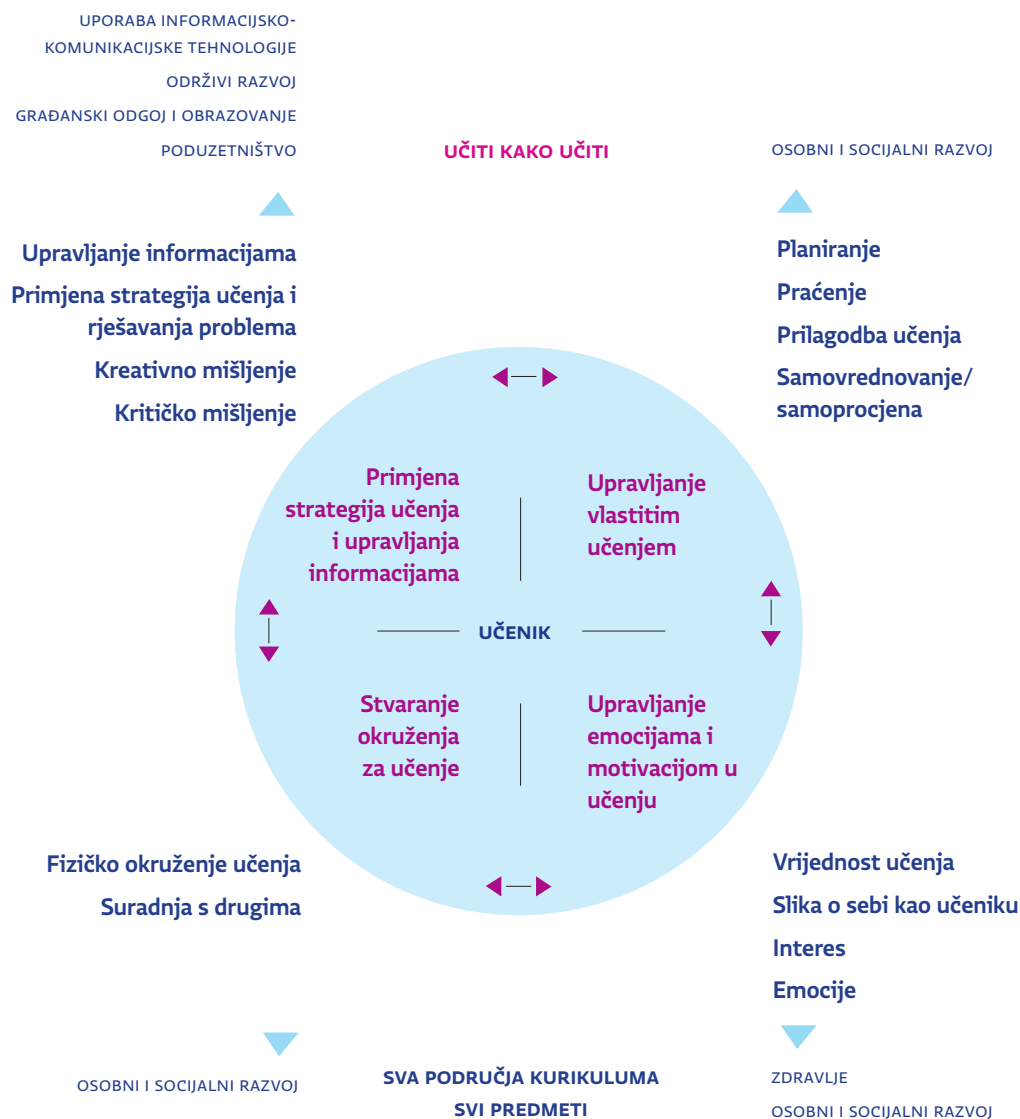 UPORABA INFORMACIJSKO-
KOMUNIKACIJSKE TEHNOLOGIJE
ODRŽIVI RAZVOJ
GRAĐANSKI ODGOJ I OBRAZOVANJE
PODUZETNIŠTVO
UČITI KAKO UČITI
OSOBNI I SOCIJALNI RAZVOJ
Upravljanje informacijama
Primjena strategija učenja i
rješavanja problema
Kreativno mišljenje
Kritičko mišljenje
Planiranje
Praćenje
Prilagodba učenja
Samovrednovanje/
samoprocjena
Primjena
strategija učenja
i upravljanja
informacijama
Upravljanje
vlastitim
učenjem
UČENIK
Stvaranje
okruženja
za učenje
Upravljanje
emocijama i
motivacijom u
učenju
Fizičko okruženje učenja
Suradnja s drugima
Vrijednost učenja
Slika o sebi kao učeniku
Interes
Emocije
OSOBNI I SOCIJALNI RAZVOJ
SVA PODRUČJA KURIKULUMA
SVI PREDMETI
ZDRAVLJE
OSOBNI I SOCIJALNI RAZVOJ